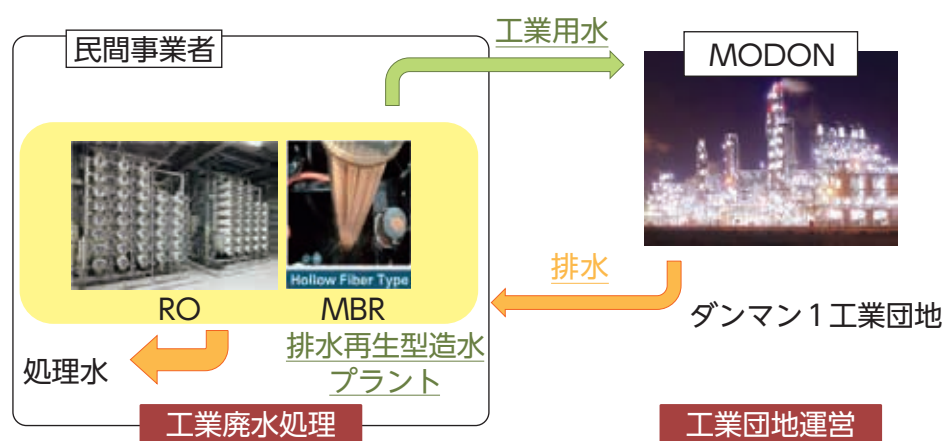 民間事業者
工業用水
MODON
Hollow Fiber Type
RO
MBR
排水再生型造水
プラント
処理水
排水
ダンマン1工業団地
工業廃水処理
工業団地運営